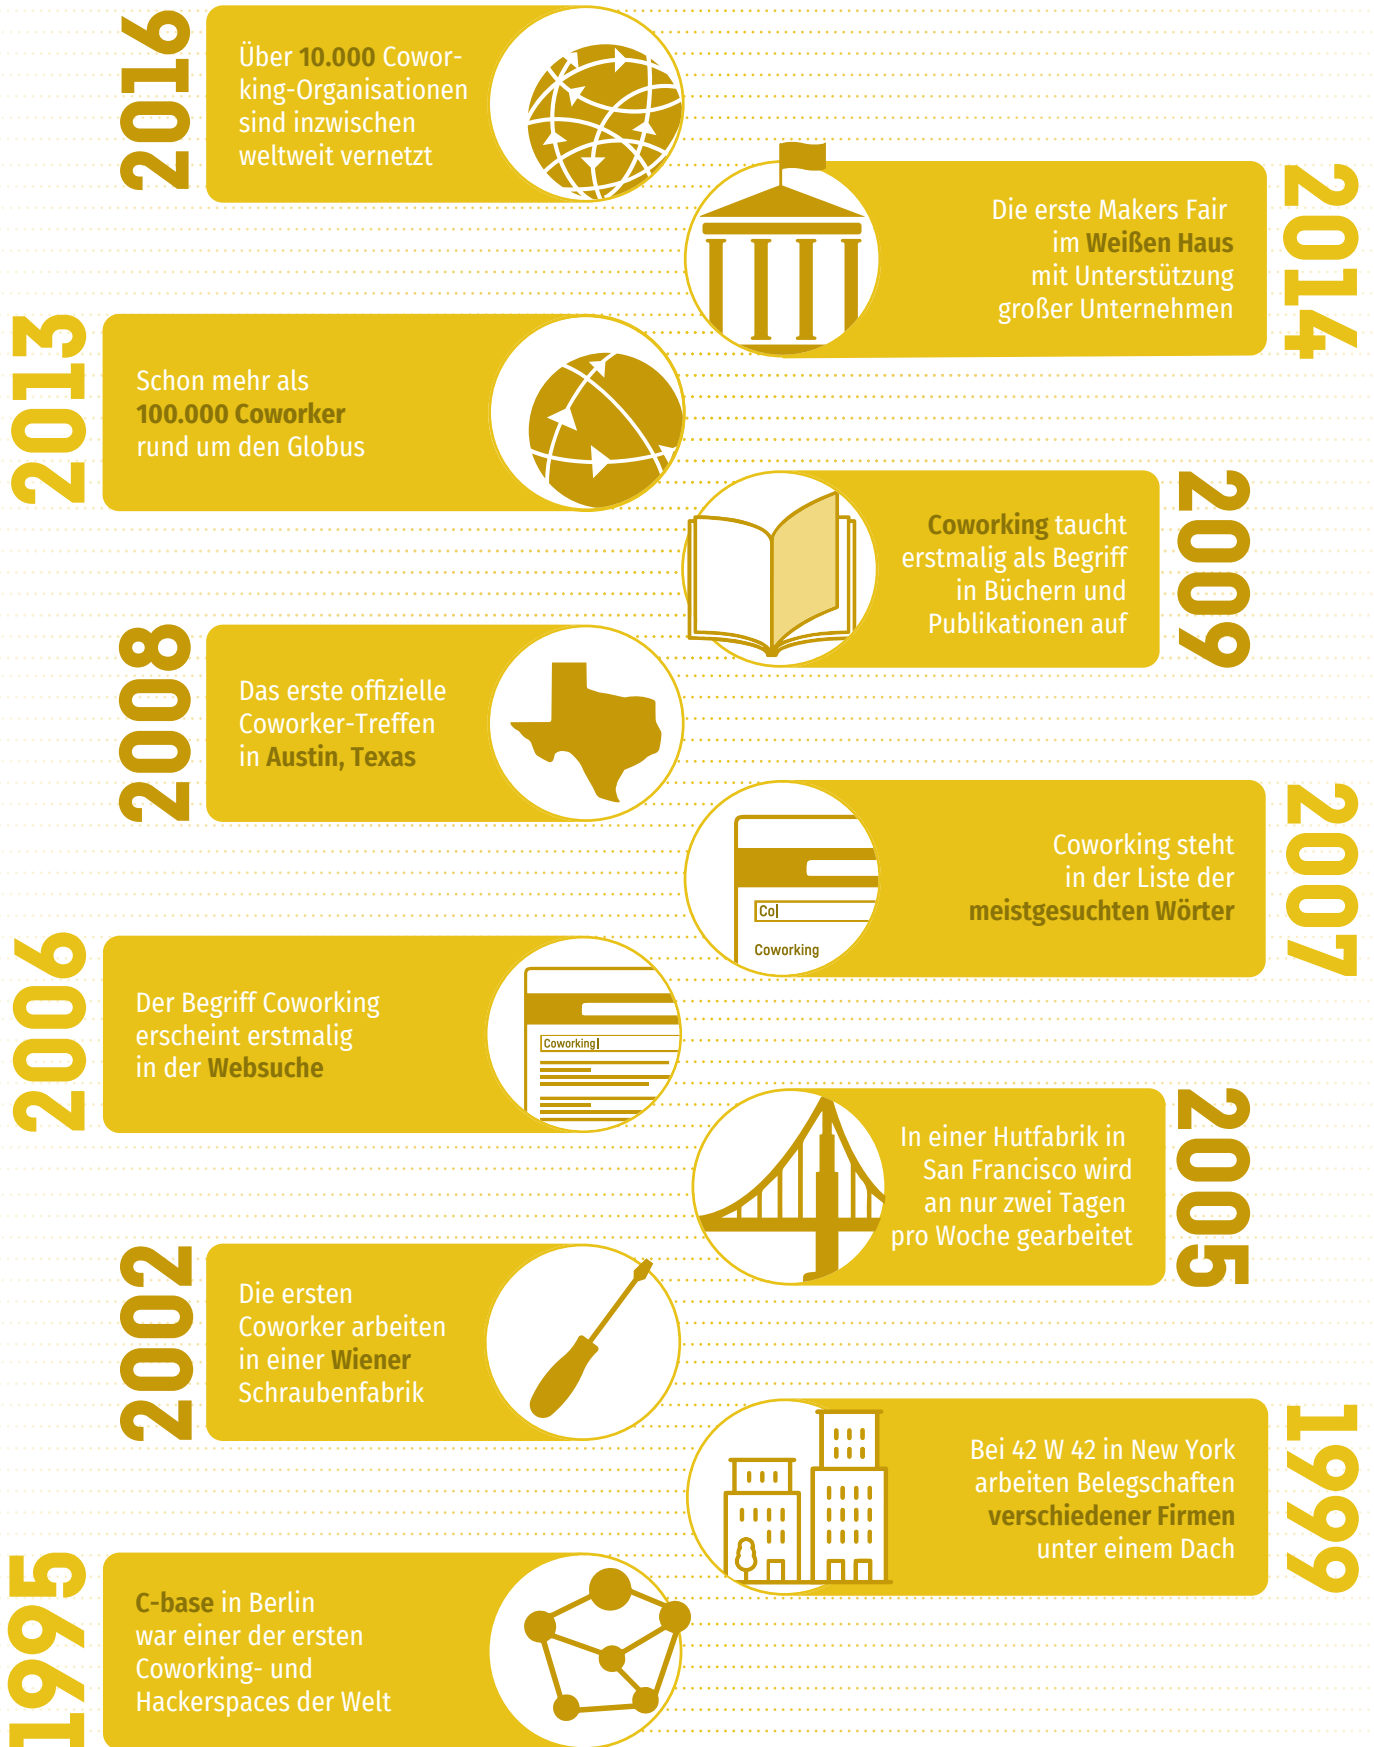 2016
Über 10.000 Cowor-
king-Organisationen
sind inzwischen
weltweit vernetzt
2014
Die erste Makers Fair
im Weißen Haus
mit Unterstützung
großer Unternehmen
2013
Schon mehr als
100.000 Coworker
rund um den Globus
2009
Coworking taucht
erstmalig als Begriff
in Büchern und
Publikationen auf
2008
Das erste offizielle
Coworker-Treffen
in Austin, Texas
2007
Coworking steht
in der Liste der
meistgesuchten Wörter
Co
Coworking
2006
Der Begriff Coworking
erscheint erstmalig
in der Websuche
Coworking
2005
In einer Hutfabrik in
San Francisco wird
an nur zwei Tagen
pro Woche gearbeitet
2002
Die ersten
Coworker arbeiten
in einer Wiener
Schraubenfabrik
1999
Bei 42 W 42 in New York
arbeiten Belegschaften
verschiedener Firmen
unter einem Dach
1995
C-base in Berlin
war einer der ersten
Coworking- und
Hackerspaces der Welt